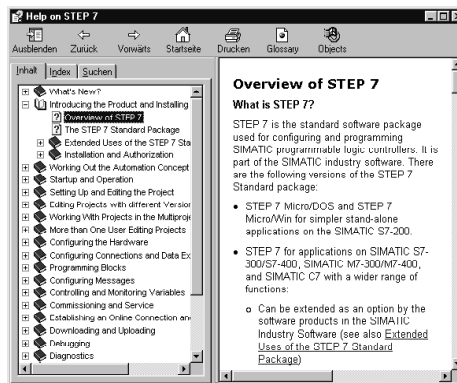 Help on STEP 7
Ausblenden Zurück Vorwärts Startseite Drucken Glossary Objects
Inhalt Index Suchen
What's New?
Introducing the Product and Installing
Overview of STEP 7
The STEP 7 Standard Package
Extended Uses of the STEP 7 Sta
Installation and Authorization
Working Out the Automation Concept
Startup and Operation
Setting Up and Editing the Project
Editing Projects with different Version
Working With Projects in the Multiproje
More than One User Editing Projects
Configuring the Hardware
Configuring Connections and Data Ex
Programming Blocks
Configuring Messages
Controlling and Monitoring Variables
Commissioning and Service
Establishing an Online Connection an
Downloading and Uploading
Debugging
Diagnostics
Overview of STEP 7
What is STEP 7?
STEP 7 is the standard software package
used for configuring and programming
SIMATIC programmable logic controllers. It is
part of the SIMATIC industry software. There
are the following versions of the STEP 7
Standard package:
• STEP 7 Micro/DOS and STEP 7
Micro/Win for simpler stand-alone
applications on the SIMATIC S7-200.
• STEP 7 for applications on SIMATIC S7-
300/S7-400, SIMATIC M7-300/M7-400,
and SIMATIC C7 with a wider range of
functions:
o Can be extended as an option by the
software products in the SIMATIC
Industry Software (see also Extended
Uses of the STEP 7 Standard
Package)